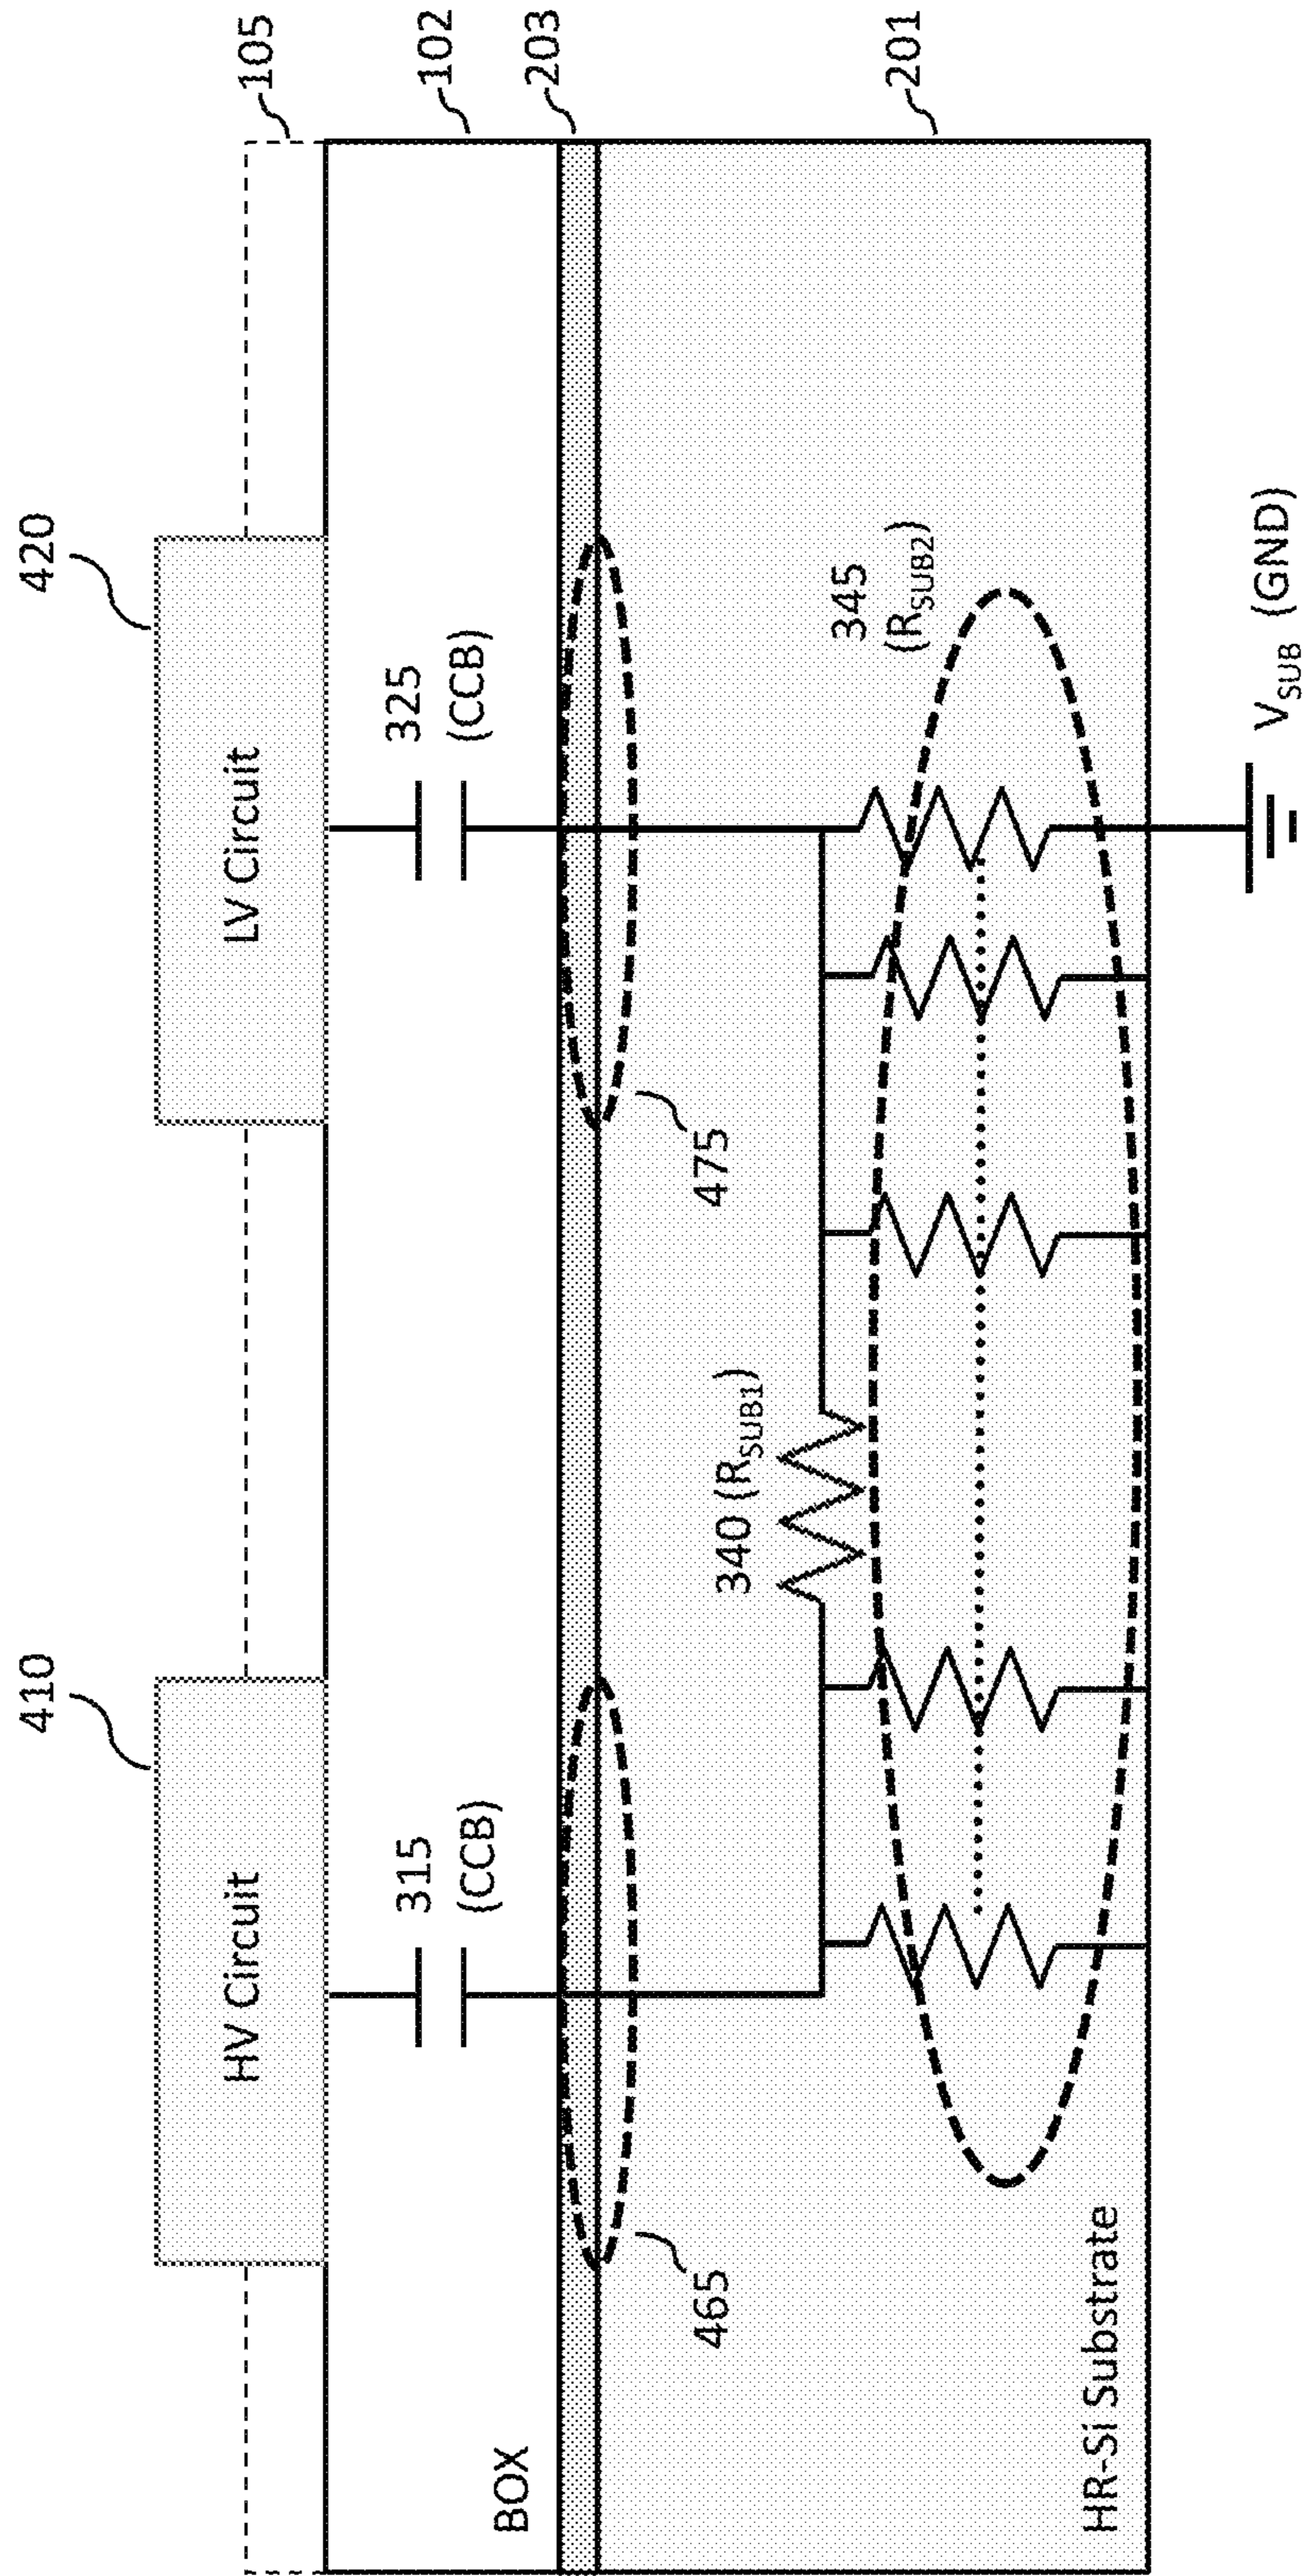 410
420
HV Circuit
LV Circuit
105
315
(CCB)
325
(CCB)
102
BOX
203
465
475
340 (RSUB1)
345
(RSUB2)
201
HR-Si Substrate
VSUB (GND)